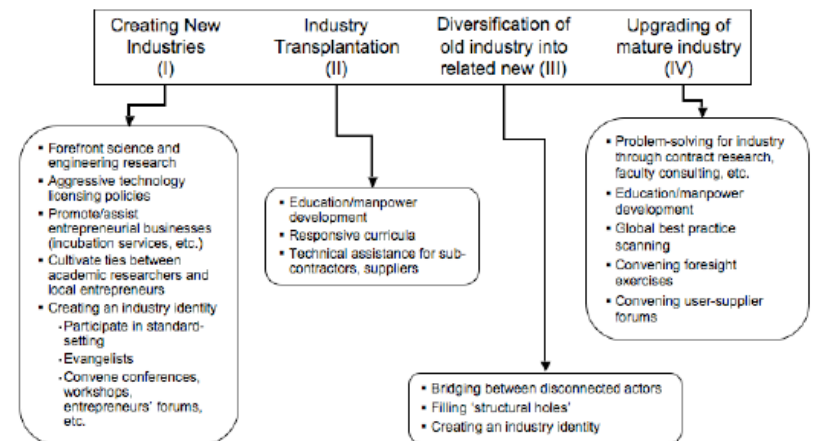 Creating New
Industries
(I)
Industry
Transplantation
(II)
Diversification of
old industry into
related new (III)
Upgrading of
mature industry
(IV)
▪ Forefront science and
engineering research
▪ Aggressive technology
licensing policies
▪ Promote/assist
entrepreneurial businesses
(incubation services, etc.)
▪ Cultivate ties between
academic researchers and
local entrepreneurs
▪ Creating an industry identity
▪Participate in standard-
setting
▪Evangelists
▪Convene conferences,
workshops,
entrepreneurs' forums,
etc.
▪ Education/manpower
development
▪ Responsive curricula
▪ Technical assistance for sub-
contractors, suppliers
▪ Bridging between disconnected actors
▪ Filling 'structural holes'
▪ Creating an industry identity
▪ Problem-solving for industry
through contract research,
faculty consulting, etc.
▪ Education/manpower
development
▪ Global best practice
scanning
▪ Convening foresight
exercises
▪ Convening user-supplier
forums